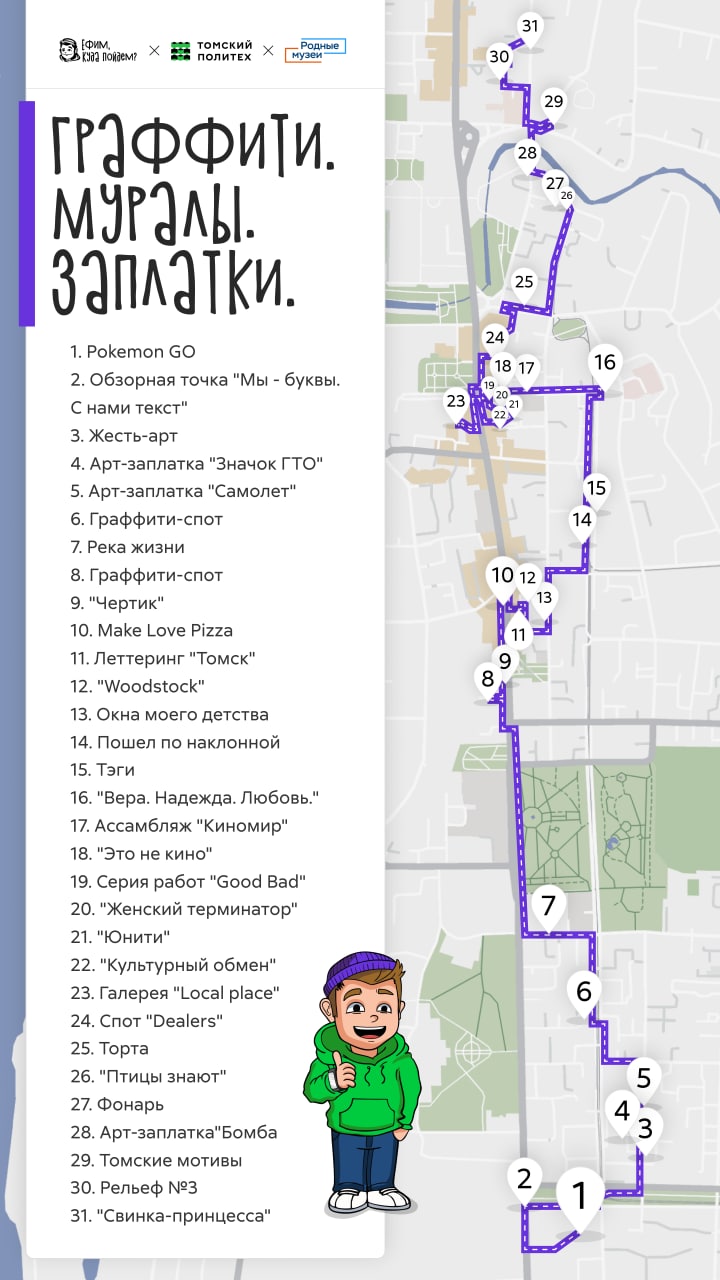 Ефим,
куда пойдем?
×
ТОМСКИЙ
ПОЛИТЕХ
×
Родные
музеи
Граффити.
Муралы.
Заплатки.
1. Pokemon GO
2. Обзорная точка "Мы - буквы.
С нами текст"
3. Жесть-арт
4. Арт-заплатка "Значок ГТО"
5. Арт-заплатка "Самолет"
6. Граффити-спот
7. Река жизни
8. Граффити-спот
9. "Чертик"
10. Make Love Pizza
11. Леттеринг "Томск"
12. "Woodstock"
13. Окна моего детства
14. Пошел по наклонной
15. Тэги
16. "Вера. Надежда. Любовь."
17. Ассамбляж "Киномир"
18. "Это не кино"
19. Серия работ "Good Bad"
20. "Женский терминатор"
21. "Юнити"
22. "Культурный обмен"
23. Галерея "Local place"
24. Спот "Dealers"
25. Торта
26. "Птицы знают"
27. Фонарь
28. Арт-заплатка"Бомба
29. Томские мотивы
30. Рельеф №3
31. "Свинка-принцесса"
31
30
29
28
27
26
25
24
18
17
16
19
20
21
22
23
15
14
10
12
13
11
9
8
7
6
5
4
3
2
1